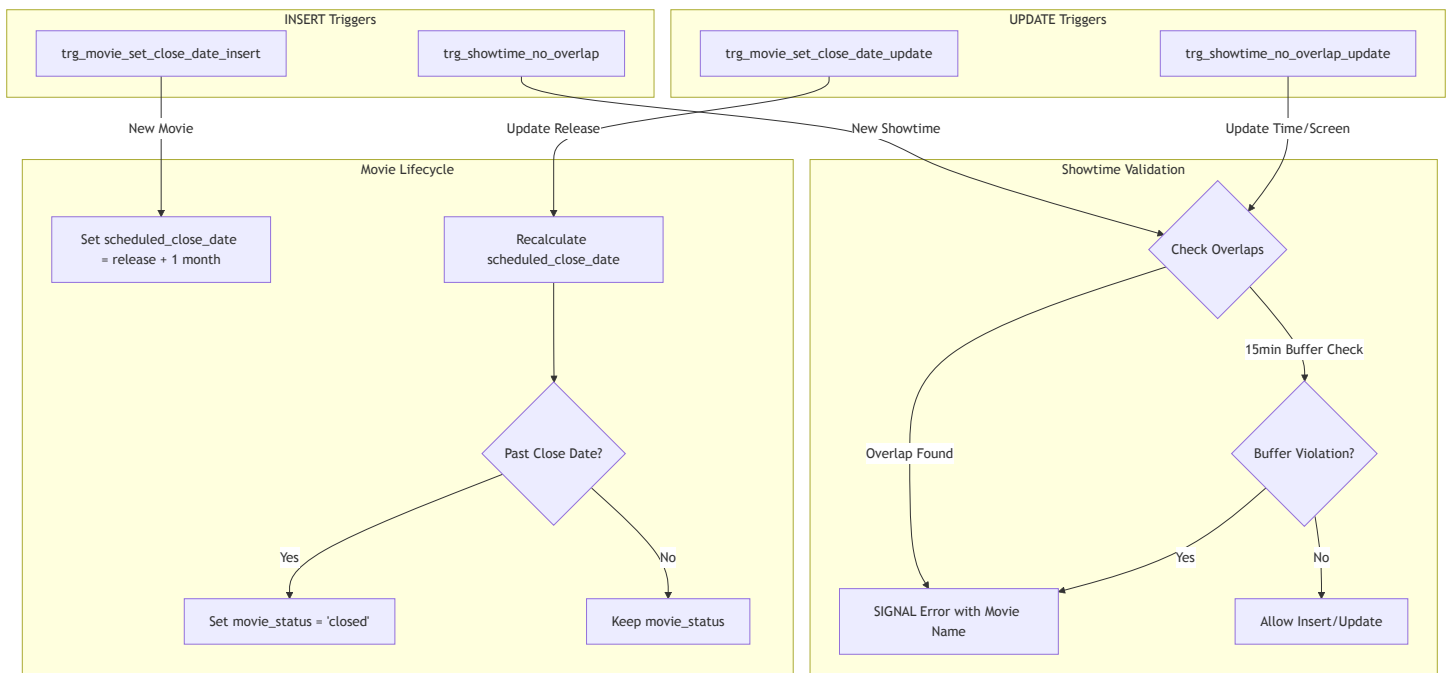 INSERT Triggers
UPDATE Triggers
trg_movie_set_close_date_insert
trg_showtime_no_overlap
trg_movie_set_close_date_update
trg_showtime_no_overlap_update
New Movie
Update Release
New Showtime
Update Time/Screen
Movie Lifecycle
Showtime Validation
Set scheduled_close_date
= release + 1 month
Recalculate
scheduled_close_date
Check Overlaps
15min Buffer Check
Past Close Date?
Overlap Found
Buffer Violation?
Yes
No
Yes
No
Set movie_status = 'closed'
Keep movie_status
SIGNAL Error with Movie
Name
Allow Insert/Update